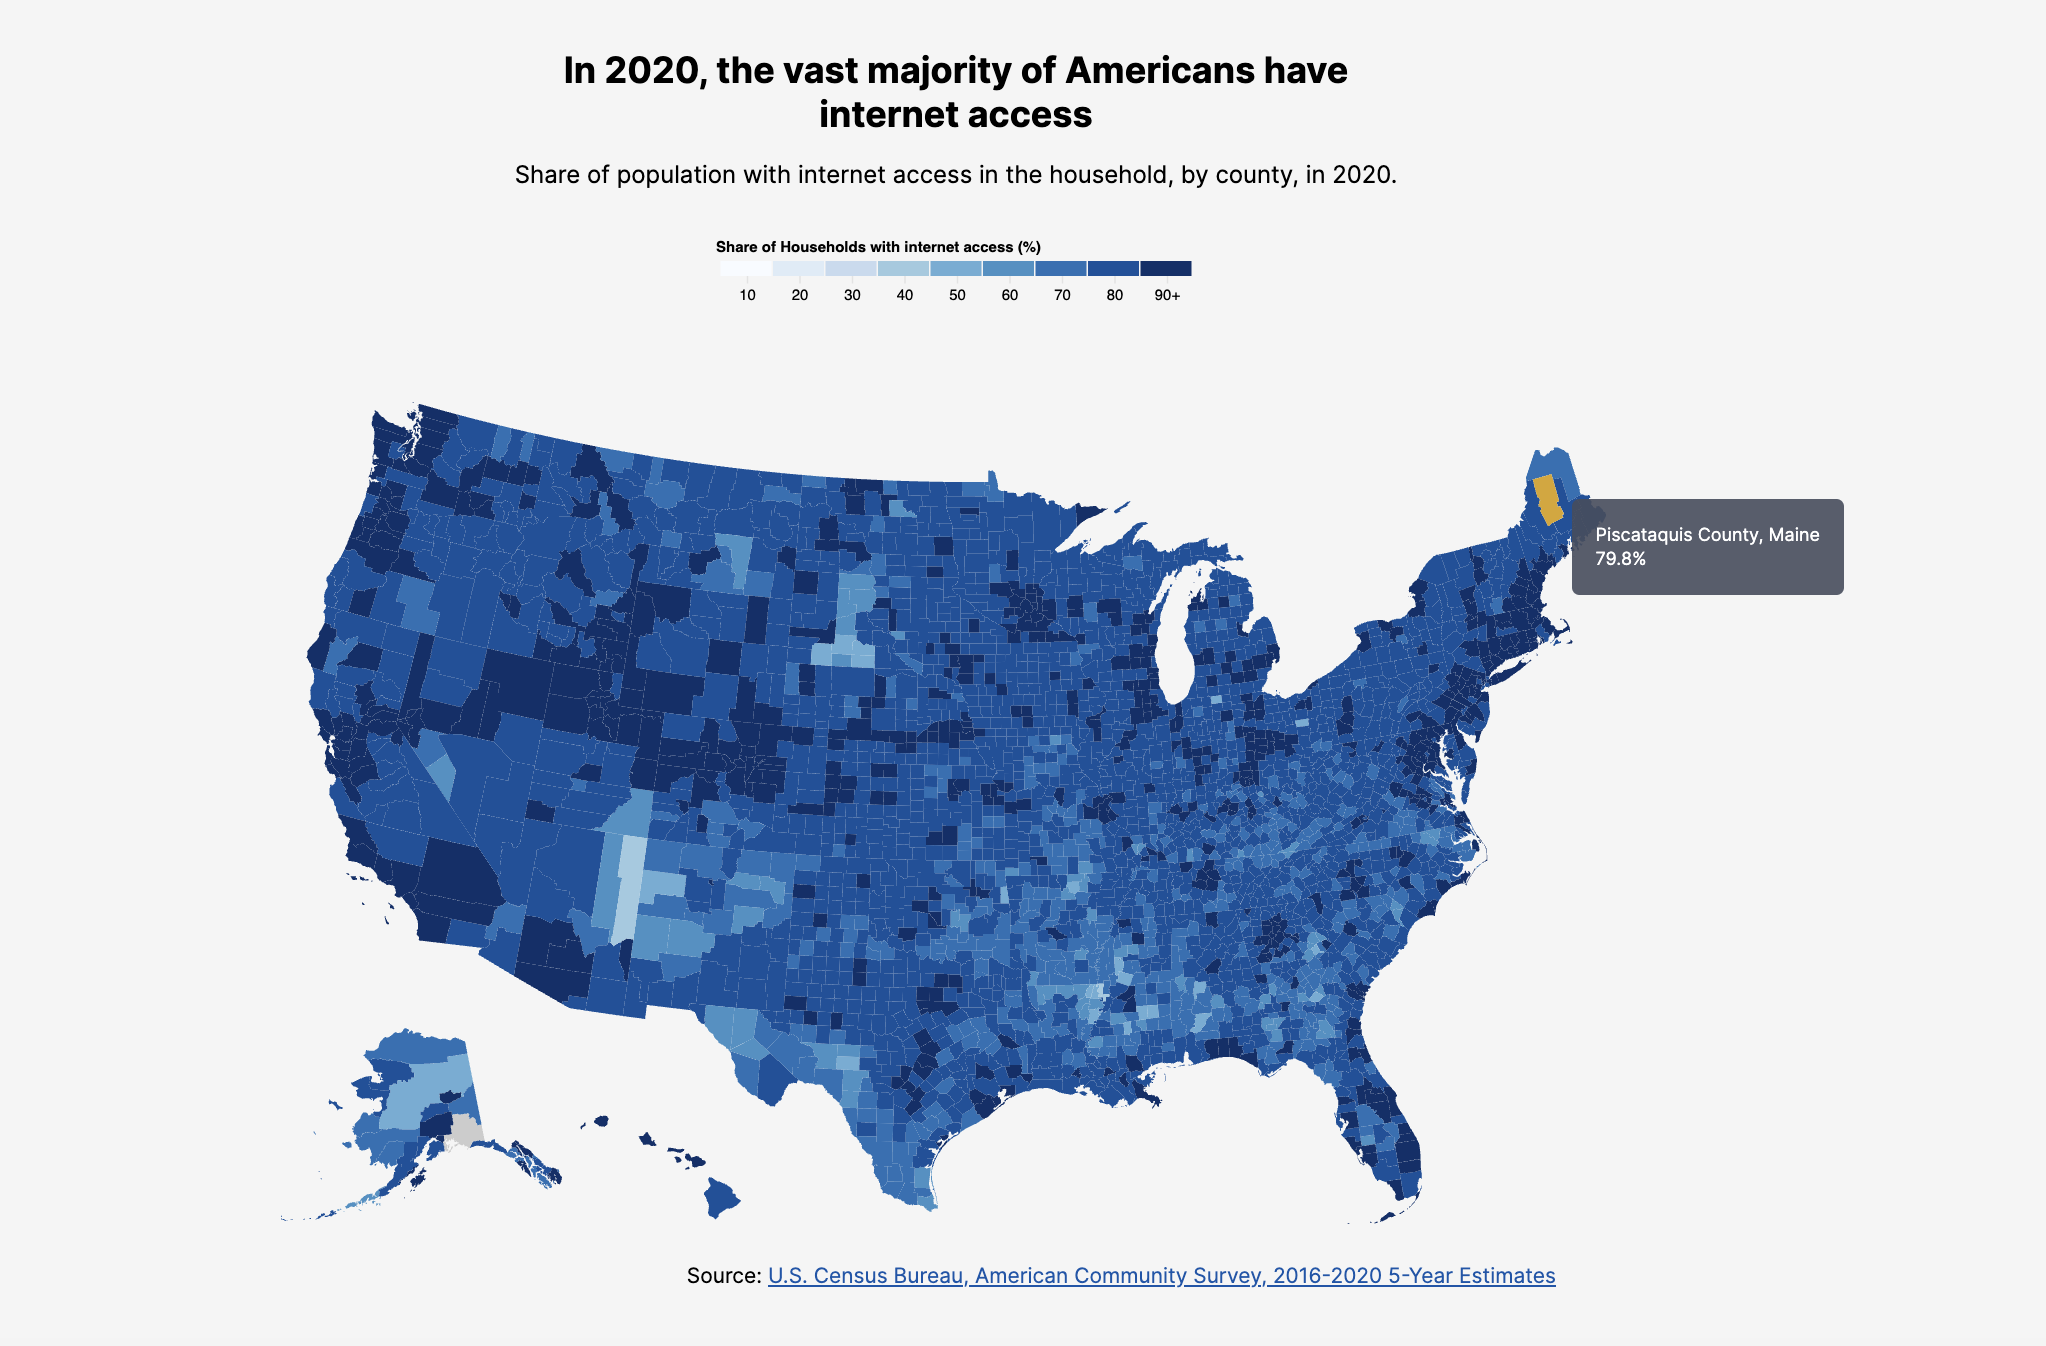 In 2020, the vast majority of Americans have
internet access
Share of population with internet access in the household, by county, in 2020.
Share of Households with internet access (%)
10 20 30 40 50 60 70 80 90+
Piscataquis County, Maine
79.8%
Source: U.S. Census Bureau, American Community Survey, 2016-2020 5-Year Estimates